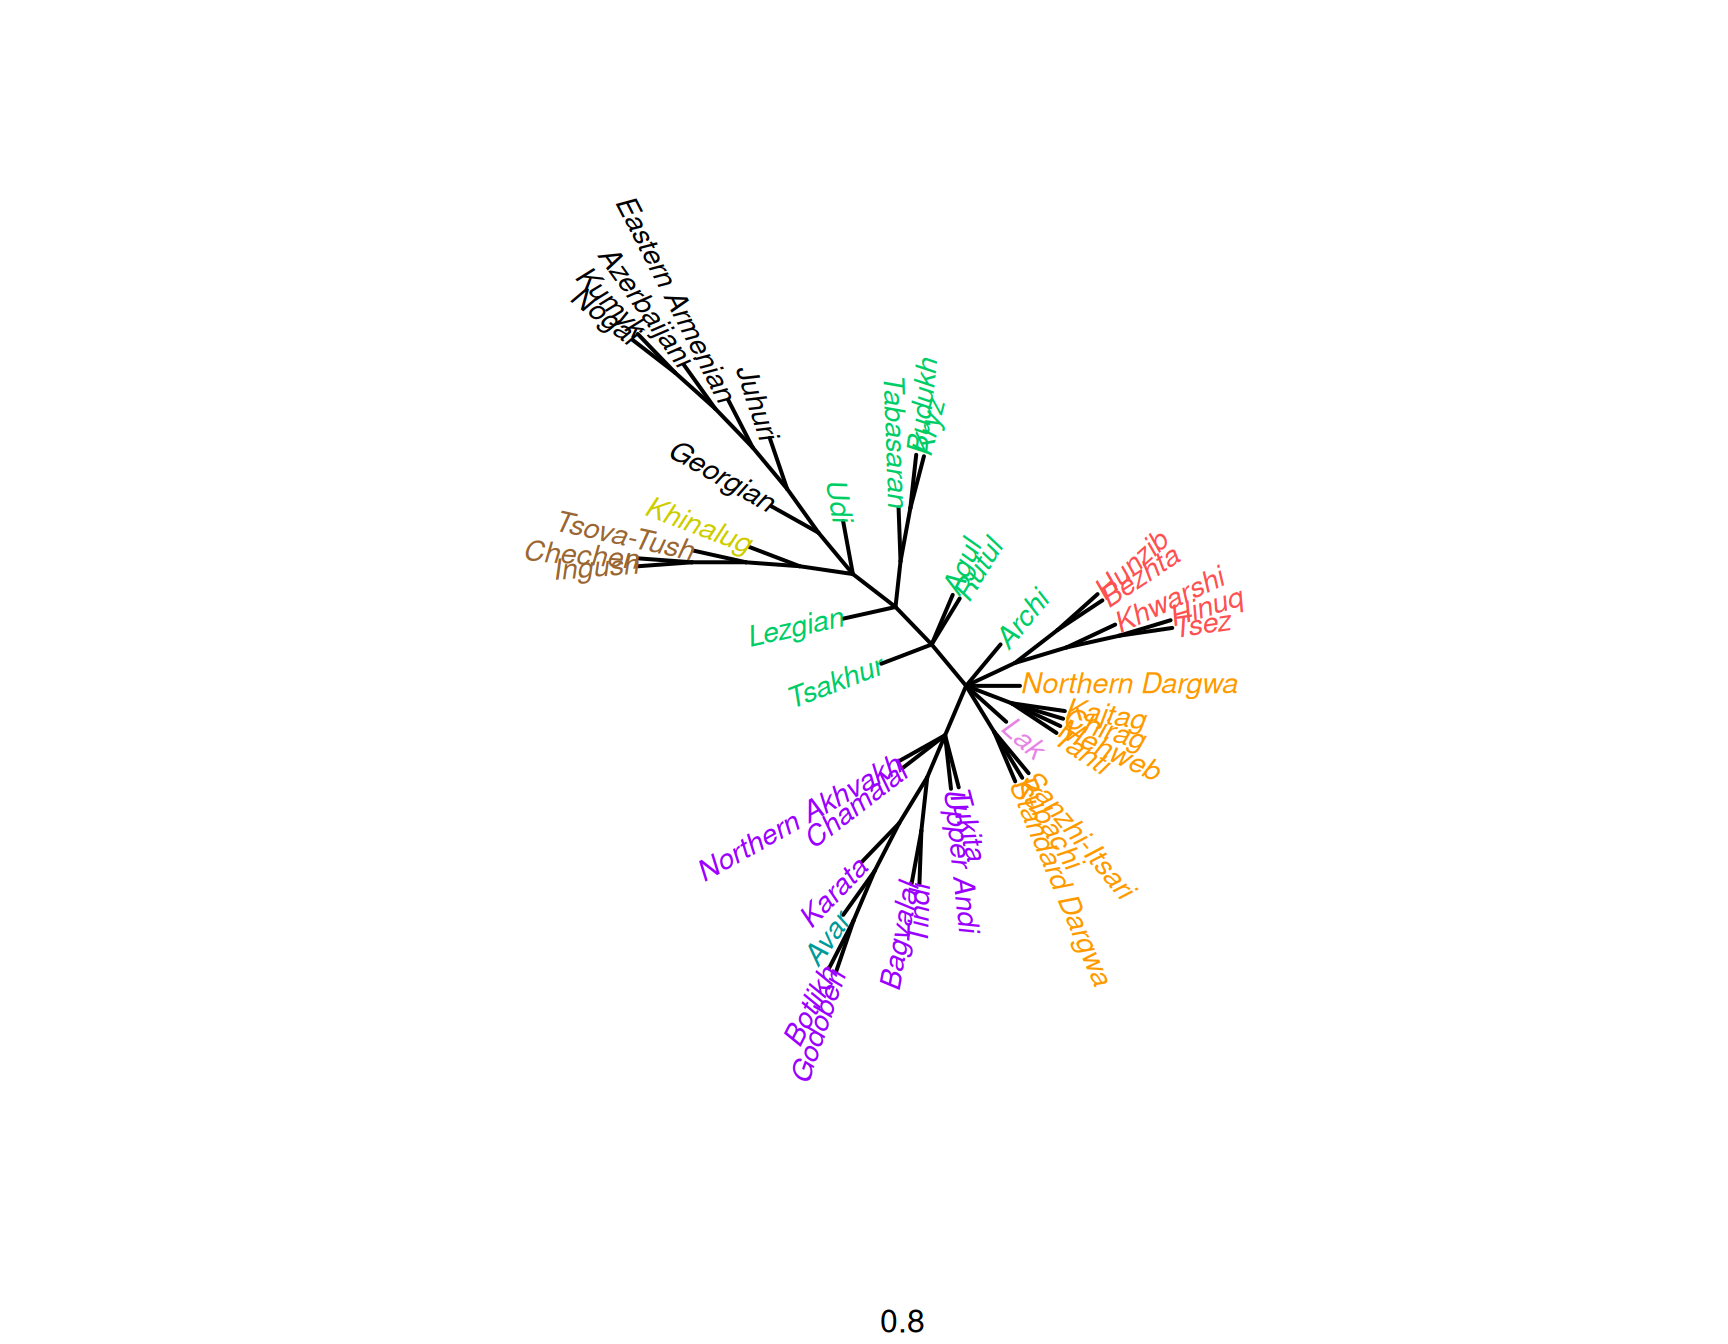 Eastern Armenian
Azerbaijani
Kumyk
Nogai
Juhuri
Georgian
Udi
Tabasaran
Budukh
Kryz
Khinalug
Tsova-Tush
Chechen
Ingush
Agul
Rutul
Archi
Hunzib
Bezhta
Khwarshi
Hinuq
Tsez
Lezgian
Tsakhur
Northern Dargwa
Kajtaq
Chirag
Mehweb
Tanti
Lak
Sanzhi-Itsari
Kubachi
Standard Dargwa
Northern Akhvakh
Chamalal
Tukita
Upper Andi
Karata
Avar
Bagvalal
Tindi
Botlikh
Godoberi
0.8